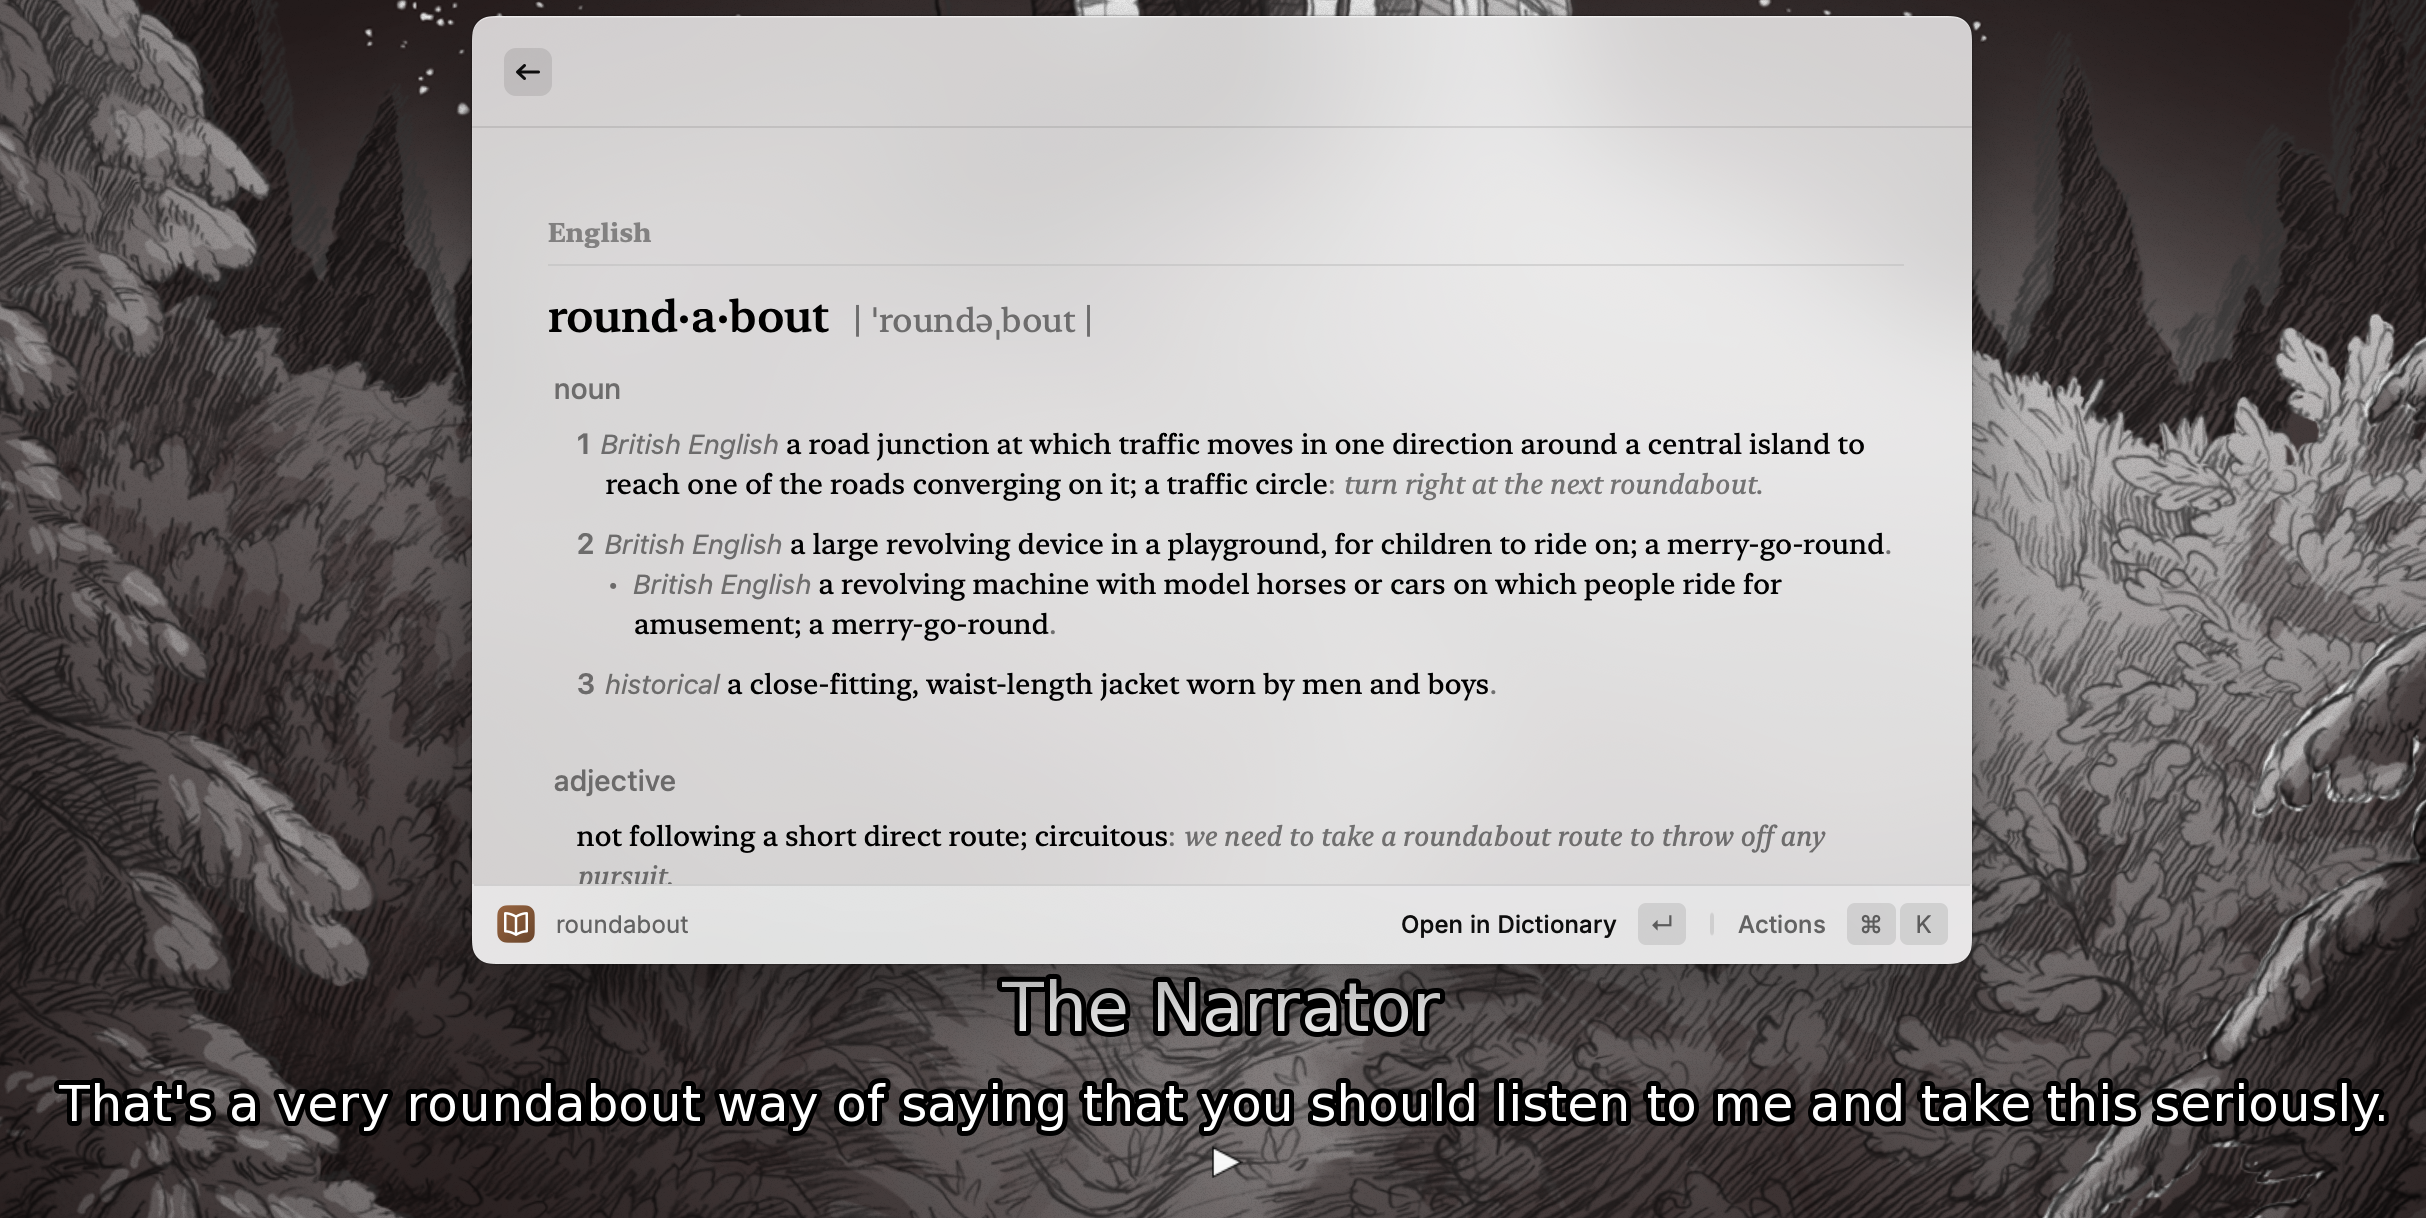 English
round·a·bout | ˈroundəˌbout |
noun
1 British English a road junction at which traffic moves in one direction around a central island to
reach one of the roads converging on it; a traffic circle: turn right at the next roundabout.
2 British English a large revolving device in a playground, for children to ride on; a merry-go-round.
• British English a revolving machine with model horses or cars on which people ride for
amusement; a merry-go-round.
3 historical a close-fitting, waist-length jacket worn by men and boys.
adjective
not following a short direct route; circuitous: we need to take a roundabout route to throw off any
pursuit.
roundabout
Open in Dictionary ↵ | Actions ⌘ K
The Narrator
That's a very roundabout way of saying that you should listen to me and take this seriously.